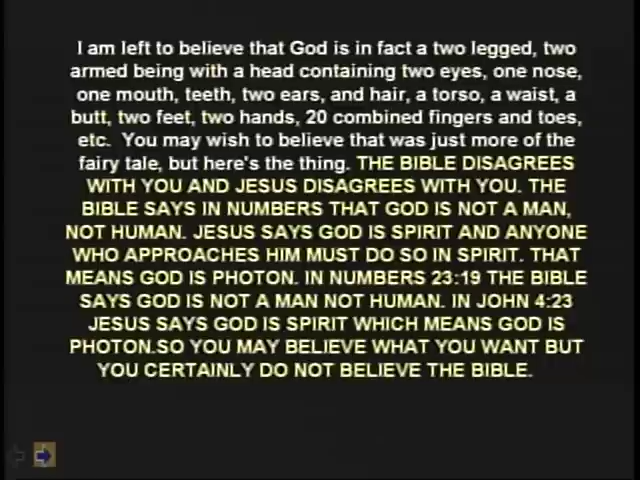 I am left to believe that God is in fact a two legged, two
armed being with a head containing two eyes, one nose,
one mouth, teeth, two ears, and hair, a torso, a waist, a
butt, two feet, two hands, 20 combined fingers and toes,
etc.  You may wish to believe that was just more of the
fairy tale, but here's the thing. THE BIBLE DISAGREES
WITH YOU AND JESUS DISAGREES WITH YOU. THE
BIBLE SAYS IN NUMBERS THAT GOD IS NOT A MAN,
NOT HUMAN. JESUS SAYS GOD IS SPIRIT AND ANYONE
WHO APPROACHES HIM MUST DO SO IN SPIRIT. THAT
MEANS GOD IS PHOTON. IN NUMBERS 23:19 THE BIBLE
SAYS GOD IS NOT A MAN NOT HUMAN. IN JOHN 4:23
JESUS SAYS GOD IS SPIRIT WHICH MEANS GOD IS
PHOTON.SO YOU MAY BELIEVE WHAT YOU WANT BUT
YOU CERTAINLY DO NOT BELIEVE THE BIBLE.